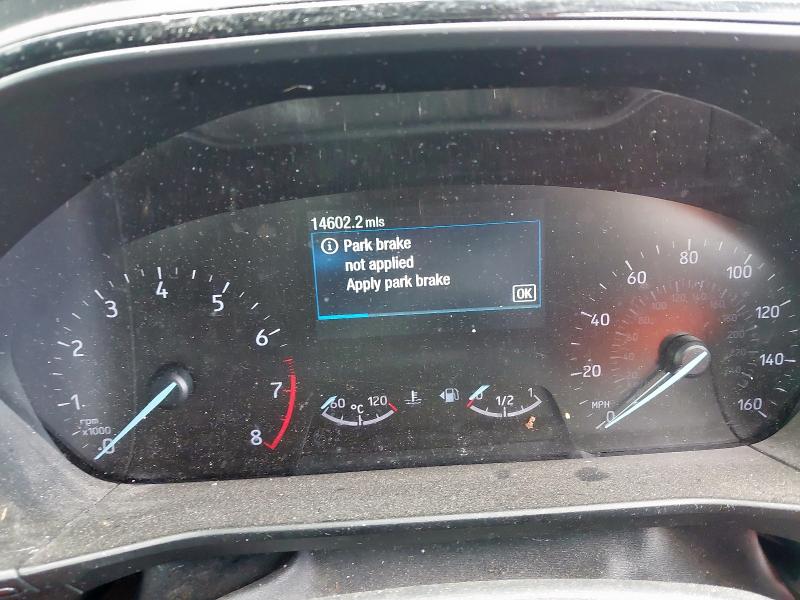 14602.2 mls
i Park brake
not applied
Apply park brake
OK
0 1 2 3 4 5 6 7 8
rpm
x1000
60 °C 120
0 1/2 1
0 20 40 60 80 100 120 140 160
MPH